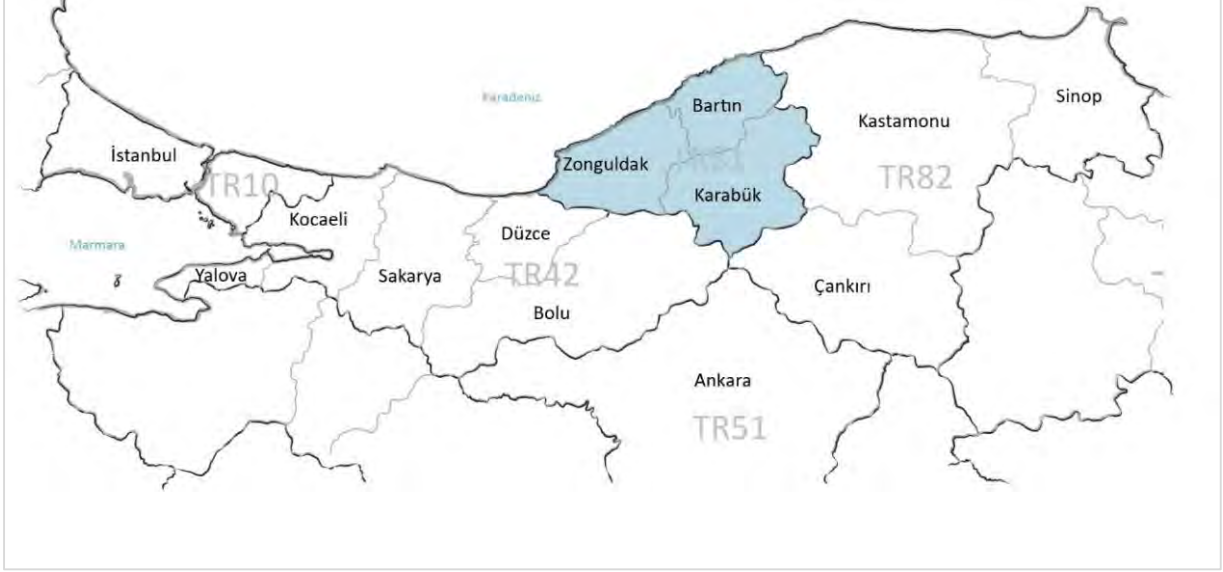 Karadeniz
Sinop
Bartın
Kastamonu
İstanbul
Zonguldak
TR81
TR82
TR10
Karabük
Kocaeli
Düzce
Marmara
Yalova
Sakarya
TR42
Çankırı
Bolu
Ankara
TR51